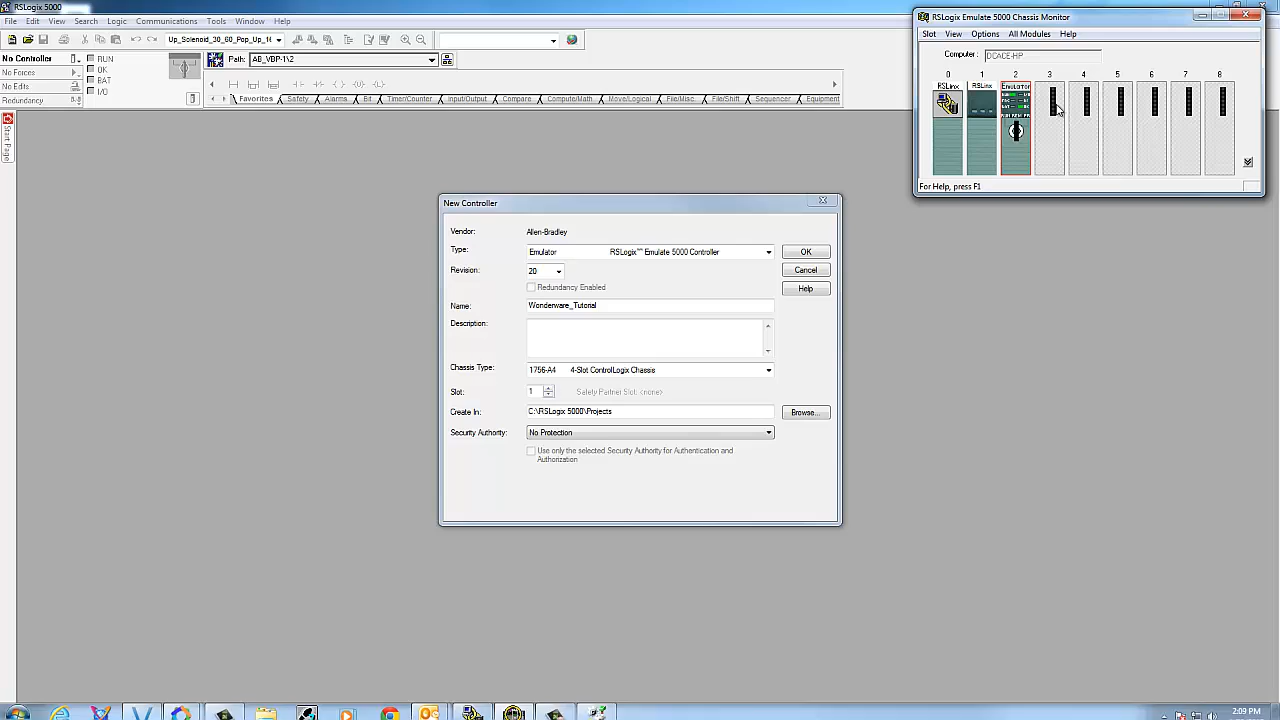 RSLogix 5000
File Edit View Search Logic Communications Tools Window Help
Up_Solenoid_30_60_Pop_Up_16
No Controller
No Forces
No Edits
Redundancy
RUN
OK
BAT
I/O
Path: AB_VBP-1\2
Favorites Safety Alarms Bit Timer/Counter Input/Output Compare Compute/Math Move/Logical File/Misc. File/Shift Sequencer Equipment
Start Page
RSLogix Emulate 5000 Chassis Monitor
Slot View Options All Modules Help
Computer: DCACE-HP
0 1 2 3 4 5 6 7 8
RSLinx RSLinx Emulator
For Help, press F1
New Controller
Vendor: Allen-Bradley
Type: Emulator RSLogix™ Emulate 5000 Controller
OK
Revision: 20
Cancel
Redundancy Enabled
Help
Name: Wonderware_Tutorial
Description:
Chassis Type: 1756-A4 4-Slot ControlLogix Chassis
Slot: 1 Safety Partner Slot: <none>
Create In: C:\RSLogix 5000\Projects
Browse...
Security Authority: No Protection
Use only the selected Security Authority for Authentication and
Authorization
2:09 PM